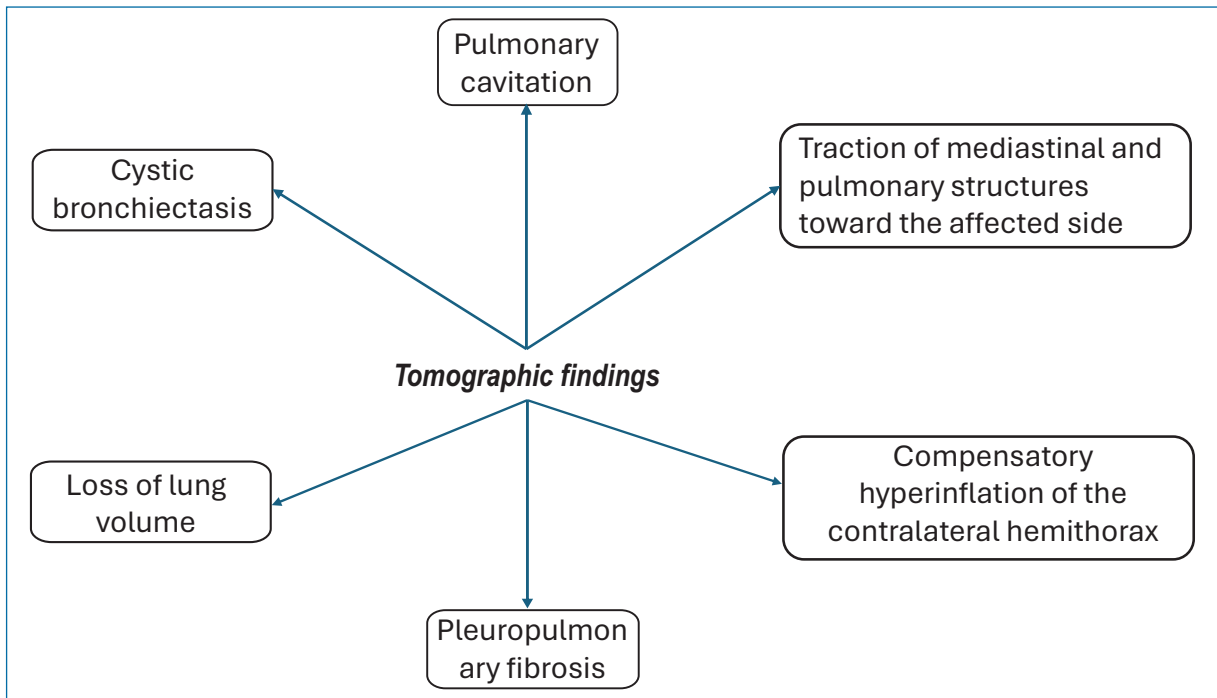 Pulmonary
cavitation
Cystic
bronchiectasis
Traction of mediastinal and
pulmonary structures
toward the affected side
Tomographic findings
Loss of lung
volume
Compensatory
hyperinflation of the
contralateral hemithorax
Pleuropulmon
ary fibrosis